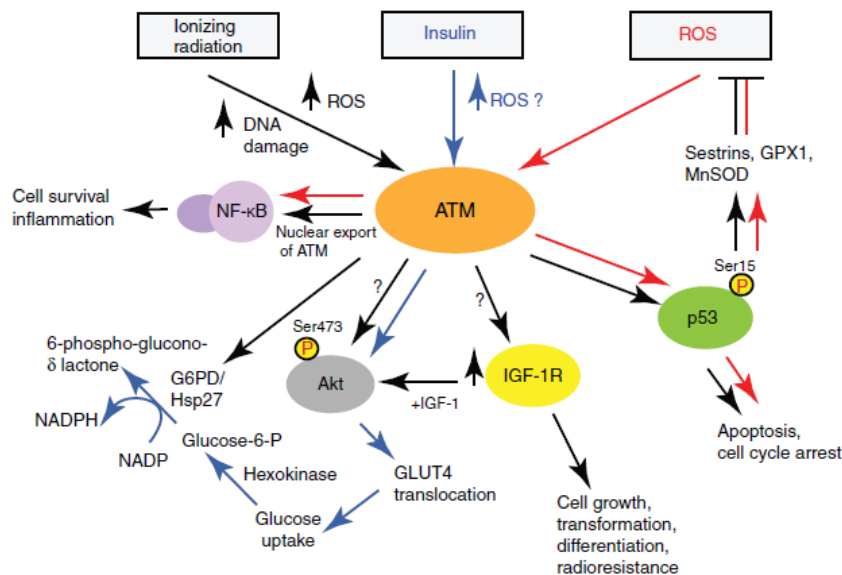 Ionizing
radiation
Insulin
ROS
ROS
ROS ?
DNA
damage
Sestrins, GPX1,
MnSOD
Cell survival
inflammation
NF-κB
ATM
Nuclear export
of ATM
Ser15
P
p53
?
?
Ser473
P
6-phospho-glucono-
δ lactone
G6PD/
Hsp27
Akt
IGF-1R
+IGF-1
NADPH
NADP
Glucose-6-P
Hexokinase
Glucose
uptake
GLUT4
translocation
Apoptosis,
cell cycle arrest
Cell growth,
transformation,
differentiation,
radioresistance